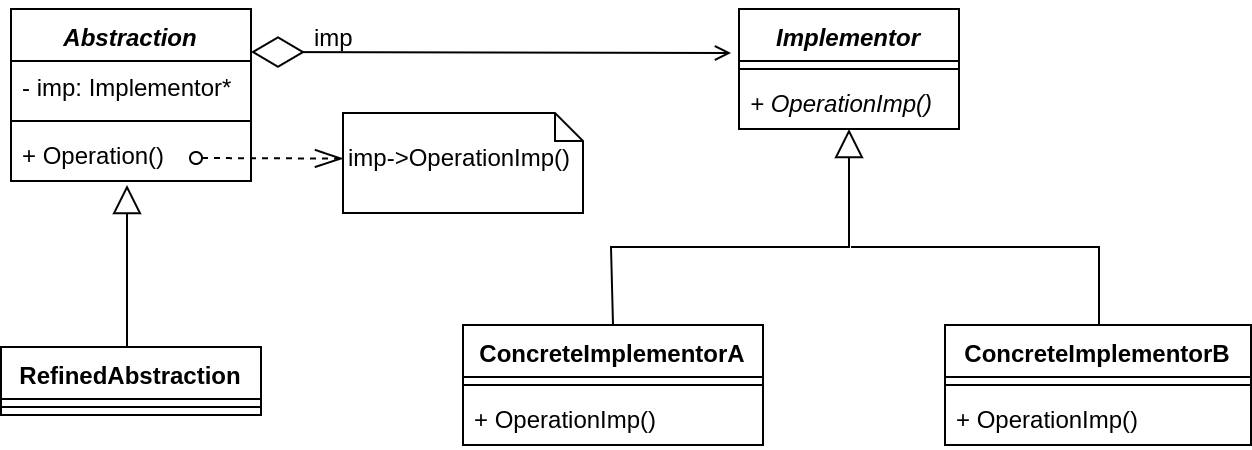 Abstraction
- imp: Implementor*
+ Operation()
imp
imp->OperationImp()
Implementor
+ OperationImp()
RefinedAbstraction
ConcreteImplementorA
+ OperationImp()
ConcreteImplementorB
+ OperationImp()